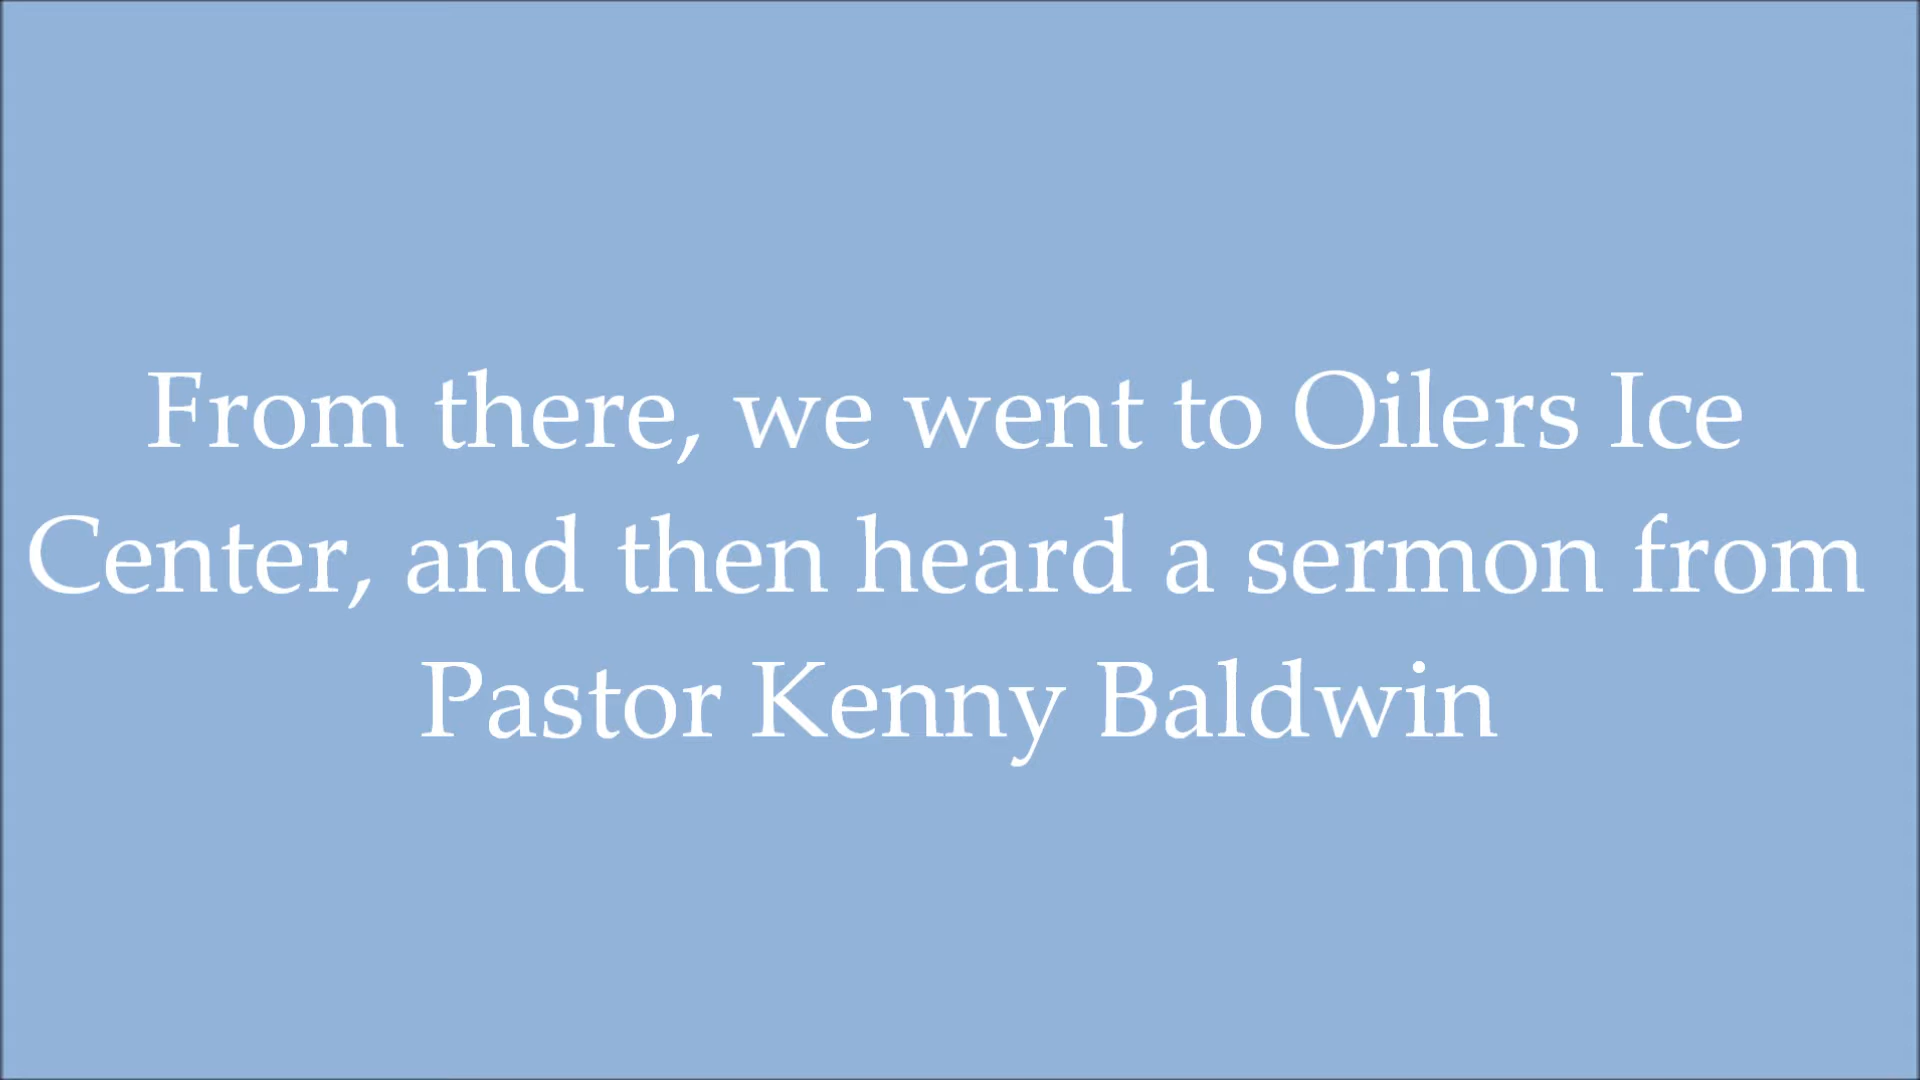 From there, we went to Oilers Ice
Center, and then heard a sermon from
Pastor Kenny Baldwin